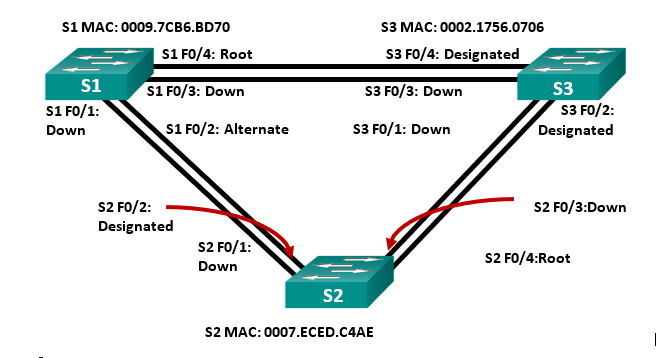 S1 MAC: 0009.7CB6.BD70
S3 MAC: 0002.1756.0706
S1 F0/4: Root
S3 F0/4: Designated
S1
S3
S1 F0/3: Down
S3 F0/3: Down
S1 F0/1:
Down
S3 F0/2:
Designated
S1 F0/2: Alternate
S3 F0/1: Down
S2 F0/2:
Designated
S2 F0/3:Down
S2 F0/1:
Down
S2 F0/4:Root
S2
S2 MAC: 0007.ECED.C4AE